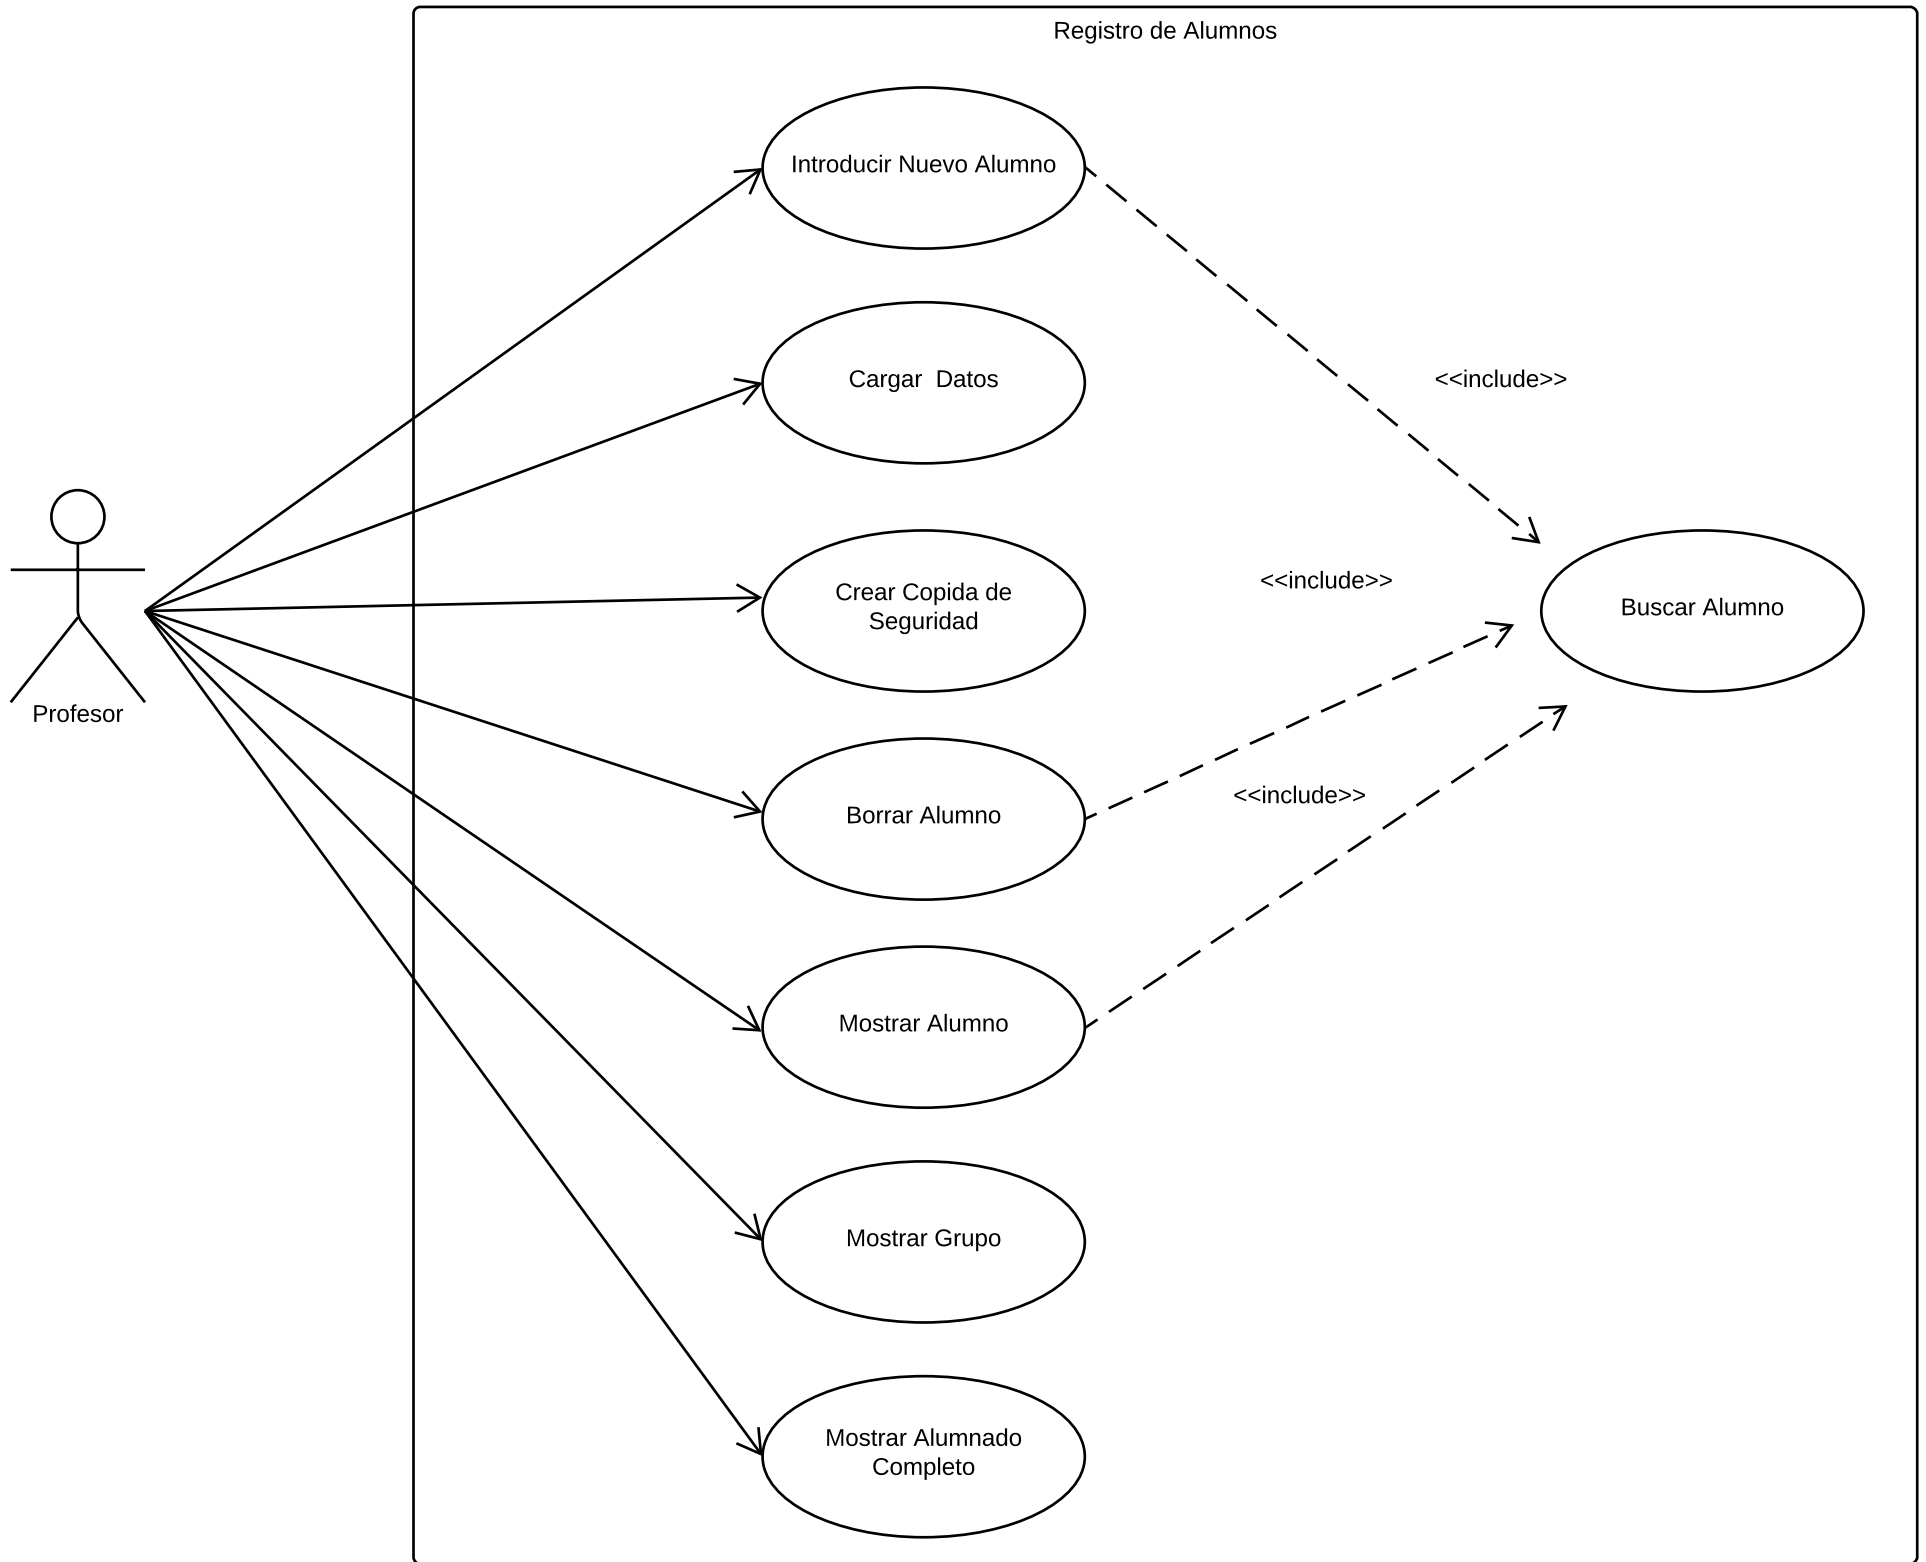 Registro de Alumnos
Introducir Nuevo Alumno
Cargar  Datos
<<include>>
Crear Copida de
Seguridad
<<include>>
Buscar Alumno
Profesor
Borrar Alumno
<<include>>
Mostrar Alumno
Mostrar Grupo
Mostrar Alumnado
Completo